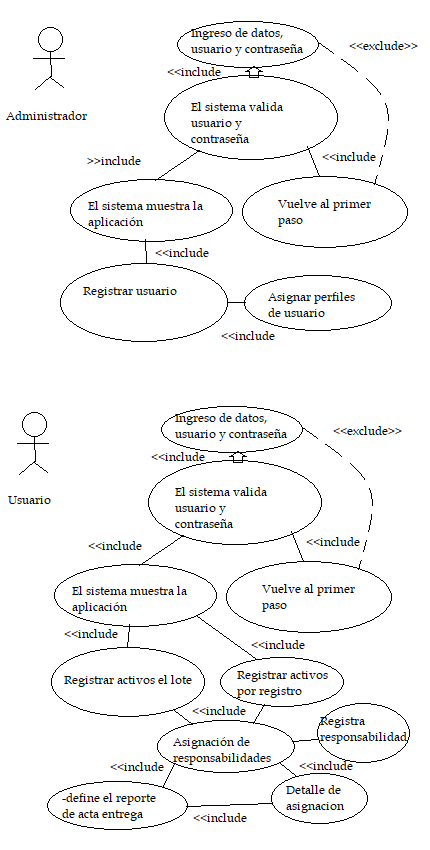 Ingreso de datos,
usuario y contraseña
<<exclude>>
<<include
Administrador
El sistema valida
usuario y
contraseña
>>include
<<include
El sistema muestra la
aplicación
Vuelve al primer
paso
<<include
Registrar usuario
Asignar perfiles
de usuario
<<include
Ingreso de datos,
usuario y contraseña
<<exclude>>
<<include
Usuario
El sistema valida
usuario y
contraseña
<<include
<<include
El sistema muestra la
aplicación
Vuelve al primer
paso
<<include
<<include
Registrar activos el lote
Registrar activos
por registro
<<include
Registra
responsabilidad
Asignación de
responsabilidades
<<include
<<include
Detalle de
asignacion
-define el reporte
de acta entrega
<<include